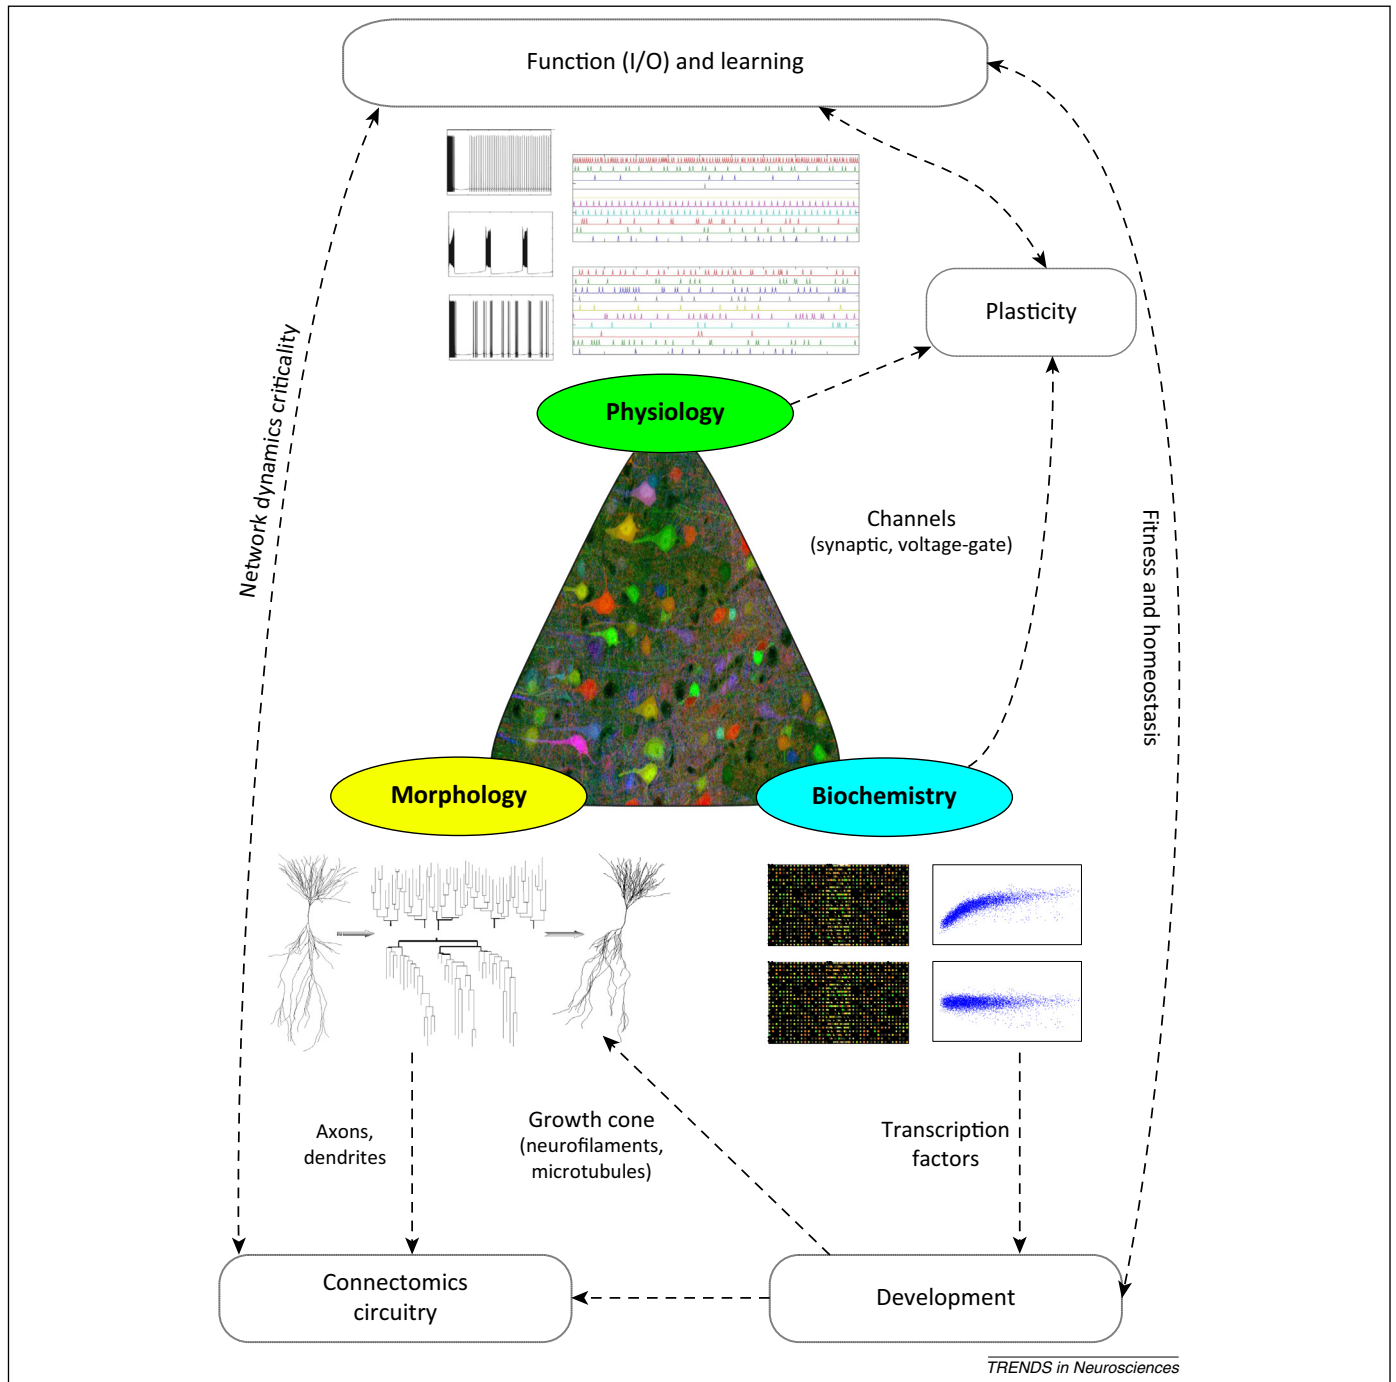 Function (I/O) and learning
Plasticity
Physiology
Network dynamics criticality
Channels
(synaptic, voltage-gate)
Fitness and homeostasis
Morphology
Biochemistry
Axons,
dendrites
Growth cone
(neurofilaments,
microtubules)
Transcription
factors
Connectomics
circuitry
Development
TRENDS in Neurosciences